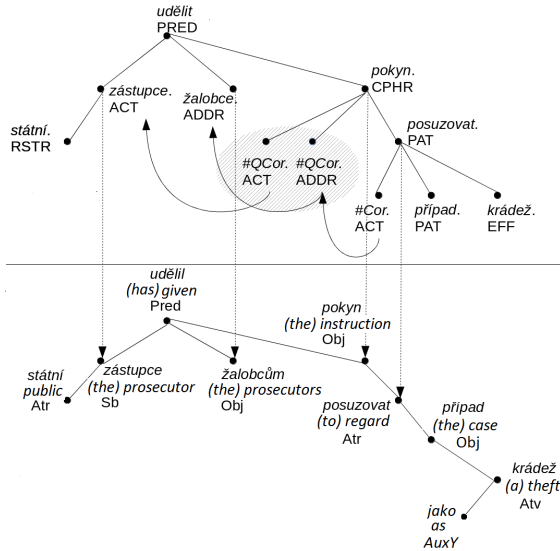 udělit
PRED
zástupce.
ACT
žalobce.
ADDR
pokyn.
CPHR
státní.
RSTR
#QCor.
ACT
#QCor.
ADDR
posuzovat.
PAT
#Cor.
ACT
případ.
PAT
krádež.
EFF
udělil
(has) given
Pred
pokyn
(the) instruction
Obj
státní
public
Atr
zástupce
(the) prosecutor
Sb
žalobcům
(the) prosecutors
Obj
posuzovat
(to) regard
Atr
případ
(the) case
Obj
krádež
(a) theft
Atv
jako
as
AuxY